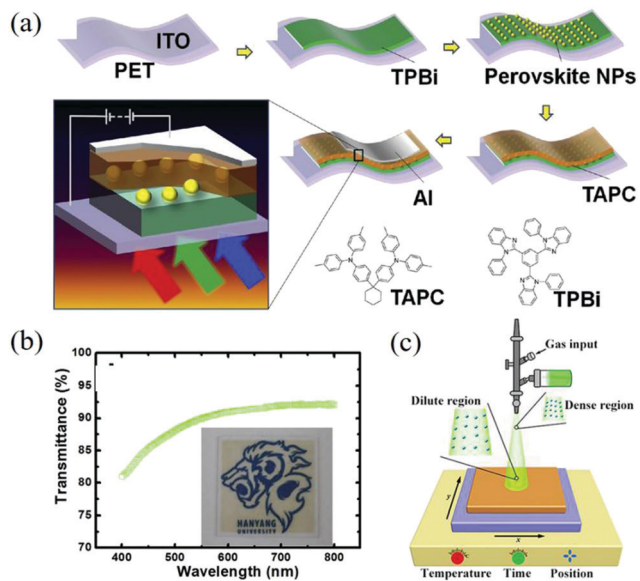 (a)
ITO
PET
TPBi
Perovskite NPs
Al
TAPC
TAPC
TPBi
N
N
N
N
N
N
N
N
(b)
Transmittance (%)
100
95
90
85
80
75
70
HANYANG
UNIVERSITY
400 500 600 700 800
Wavelength (nm)
(c)
Gas input
Dilute region
Dense region
y
x
Temperature Time Position